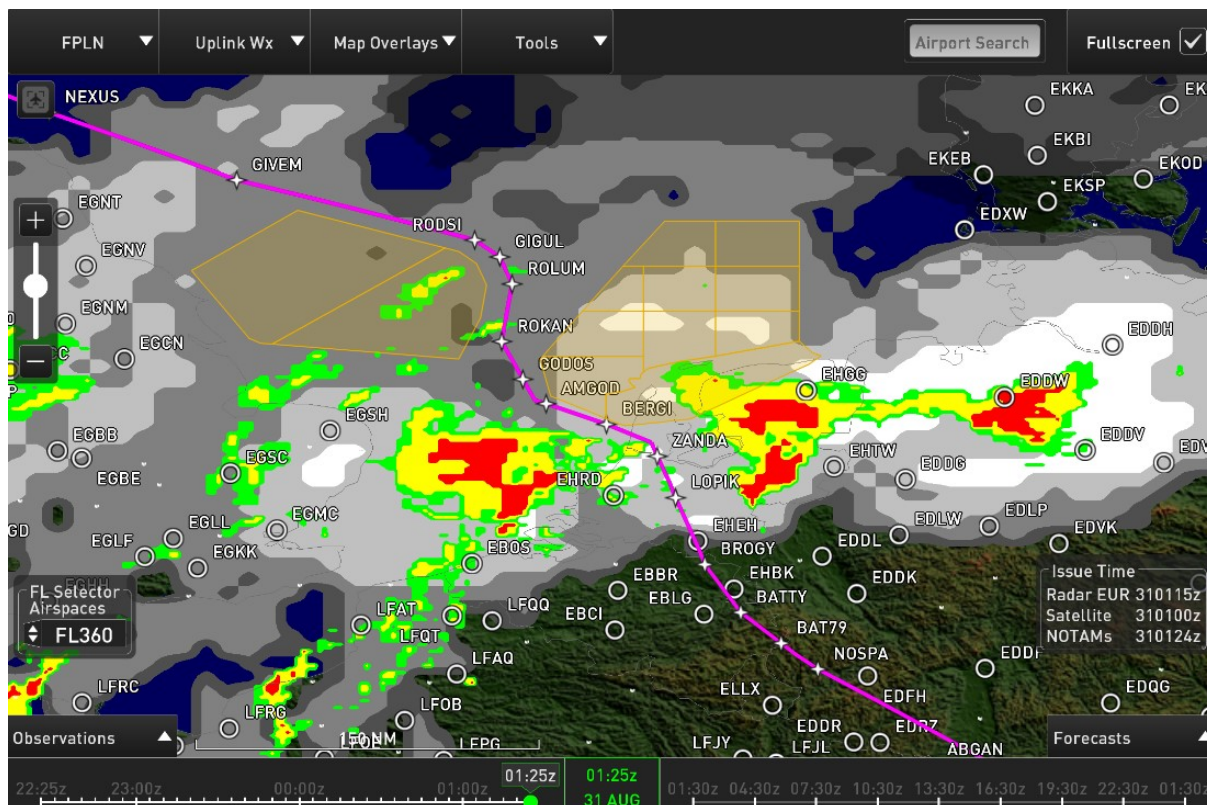 FPLN
Uplink Wx
Map Overlays
Tools
Airport Search
Fullscreen
NEXUS
EKKA
EKBI
EKEB
EKOD
EKSP
GIVEM
EGNT
EDXW
RODSI
GIGUL
EGNV
ROLUM
EGNM
ROKAN
EGCN
EDDH
GODOS
EHGG
EDDW
AMGOD
EGSH
BERGI
EGBB
ZANDA
EDDV
EGSC
EHTW
EGBE
EHRD
LOPIK
EDDG
EGMC
EDLP
EGLL
EHEH
EDLW
EDVK
EGLF
BROGY
EDDL
EGKK
EBOS
EGHH
EBBR
EHBK
BATTY
EDDK
FL Selector
Airspaces
FL360
LFAT
LFQQ
EBCI
EBLG
LFQT
BAT79
Issue Time
Radar EUR 310115z
Satellite 310100z
NOTAMs 310124z
LFAQ
NOSPA
LFRC
LFOB
ELLX
EDFH
EDQG
LFRG
EDDR
EDRZ
Observations
150 NM
LFPG
LFJY
LFJL
ABGAN
Forecasts
22:25z
23:00z
00:00z
01:00z
01:25z
01:25z
31 AUG
01:30z
04:30z
07:30z
10:30z
13:30z
16:30z
19:30z
22:30z
01:30z